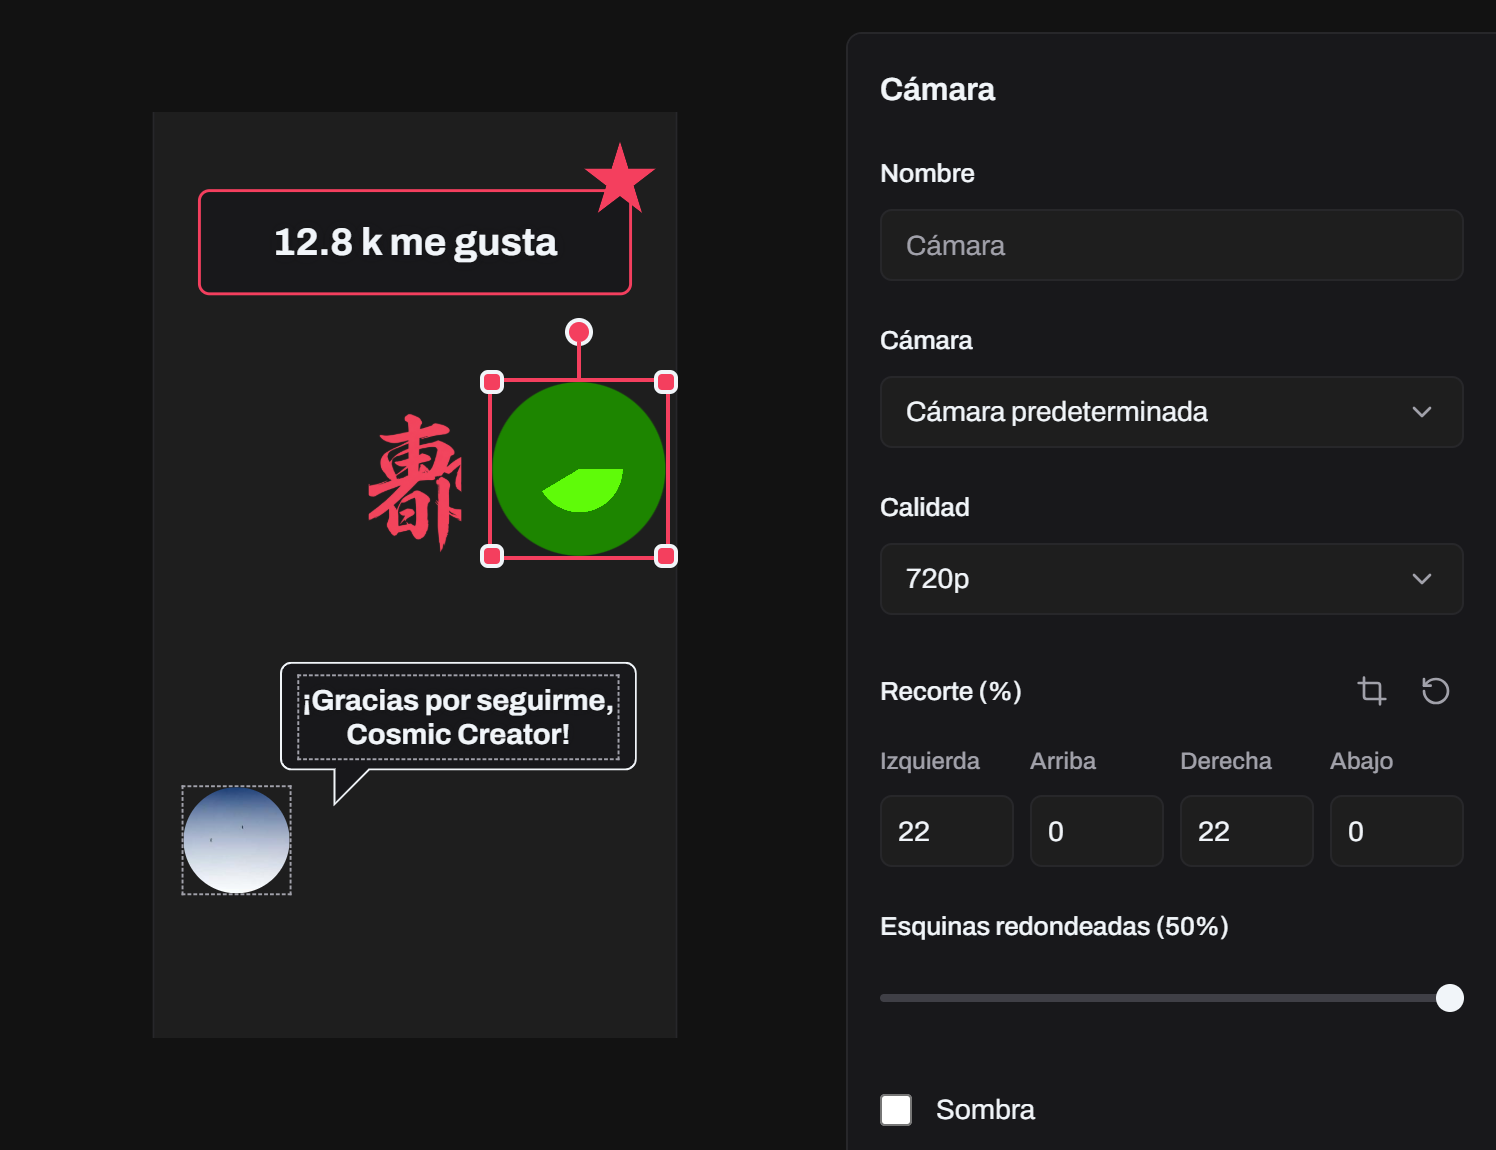 12.8 k me gusta
¡Gracias por seguirme,
Cosmic Creator!
Cámara
Nombre
Cámara
Cámara
Cámara predeterminada
Calidad
720p
Recorte (%)
Izquierda Arriba Derecha Abajo
22 0 22 0
Esquinas redondeadas (50%)
Sombra